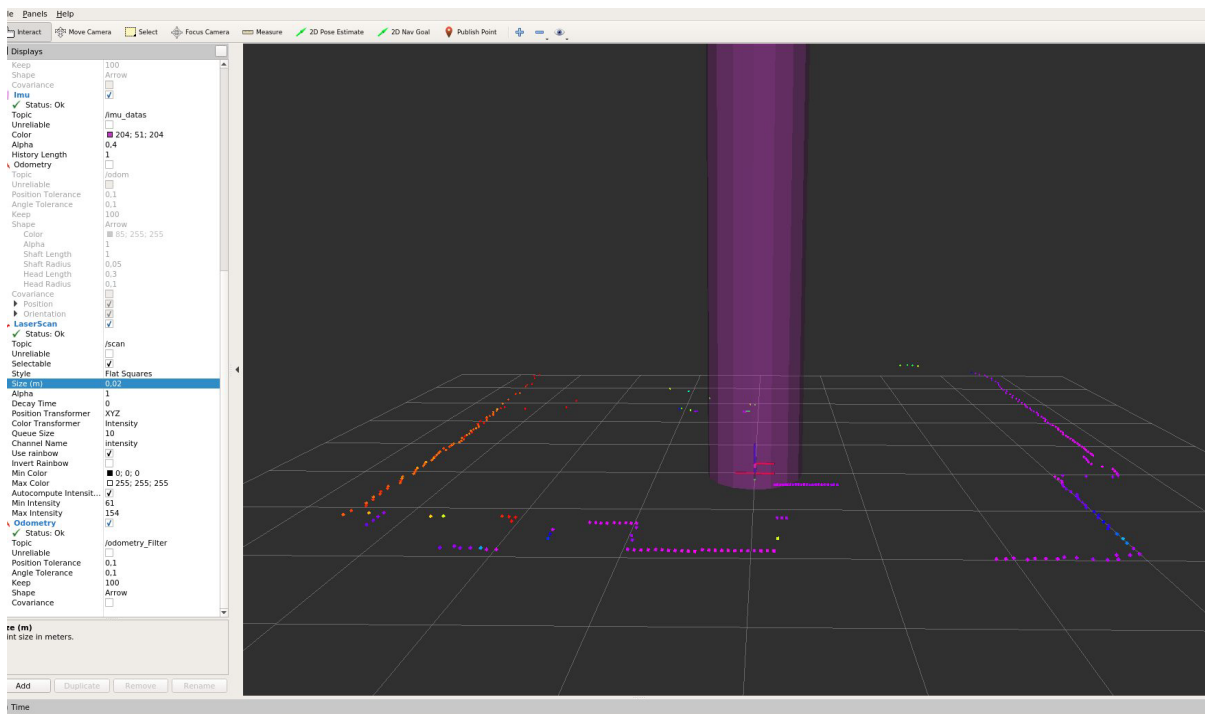 le Panels Help
Interact Move Camera Select Focus Camera Measure 2D Pose Estimate 2D Nav Goal Publish Point
Displays
Keep 100
Shape Arrow
Covariance
Imu
✓ Status: Ok
Topic /imu_datas
Unreliable
Color 204; 51; 204
Alpha 0,4
History Length 1
Odometry
Topic /odom
Unreliable
Position Tolerance 0,1
Angle Tolerance 0,1
Keep 100
Shape Arrow
Color 85; 255; 255
Alpha 1
Shaft Length 1
Shaft Radius 0,05
Head Length 0,3
Head Radius 0,1
Covariance
Position
Orientation
LaserScan
✓ Status: Ok
Topic /scan
Unreliable
Selectable
Style Flat Squares
Size (m) 0,02
Alpha 1
Decay Time 0
Position Transformer XYZ
Color Transformer Intensity
Queue Size 10
Channel Name intensity
Use rainbow
Invert Rainbow
Min Color 0; 0; 0
Max Color 255; 255; 255
Autocompute Intensit...
Min Intensity 61
Max Intensity 154
Odometry
✓ Status: Ok
Topic /odometry_Filter
Unreliable
Position Tolerance 0,1
Angle Tolerance 0,1
Keep 100
Shape Arrow
Covariance
ze (m)
int size in meters.
Add Duplicate Remove Rename
Time